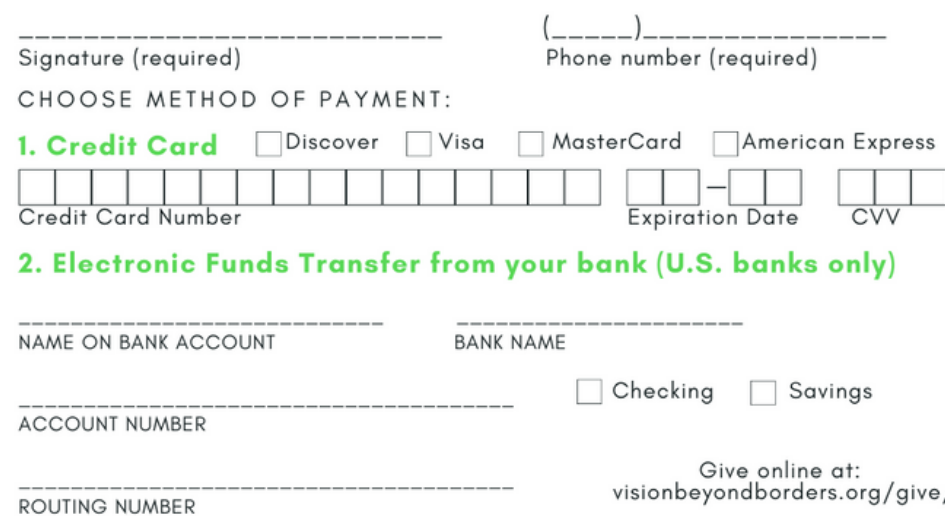 (_____)
Signature (required) Phone number (required)
CHOOSE METHOD OF PAYMENT:
1. Credit Card Discover Visa MasterCard American Express
Credit Card Number Expiration Date CVV
2. Electronic Funds Transfer from your bank (U.S. banks only)
NAME ON BANK ACCOUNT BANK NAME
Checking Savings
ACCOUNT NUMBER
Give online at:
visionbeyondborders.org/give/
ROUTING NUMBER